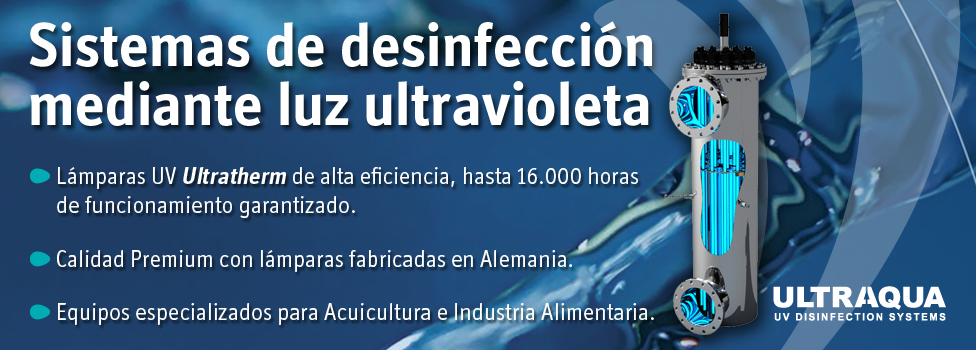 Sistemas de desinfección
mediante luz ultravioleta
Lámparas UV Ultratherm de alta eficiencia, hasta 16.000 horas
de funcionamiento garantizado.
Calidad Premium con lámparas fabricadas en Alemania.
Equipos especializados para Acuicultura e Industria Alimentaria.
ULTRAQUA
UV DISINFECTION SYSTEMS